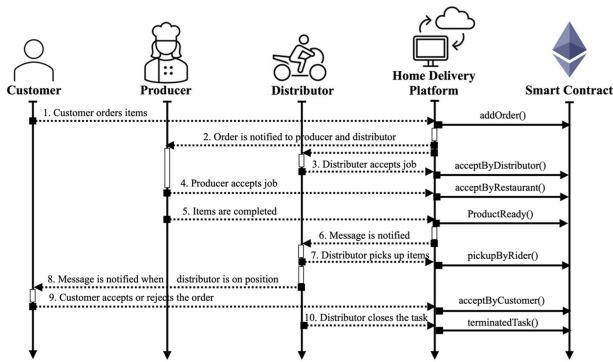 Customer
Producer
Distributor
Home Delivery
Platform
Smart Contract
1. Customer orders items
addOrder()
2. Order is notified to producer and distributor
3. Distributer accepts job
acceptByDistributor()
4. Producer accepts job
acceptByRestaurant()
5. Items are completed
ProductReady()
6. Message is notified
7. Distributor picks up items
pickupByRider()
8. Message is notified when distributor is on position
9. Customer accepts or rejects the order
acceptByCustomer()
10. Distributor closes the task
terminatedTask()